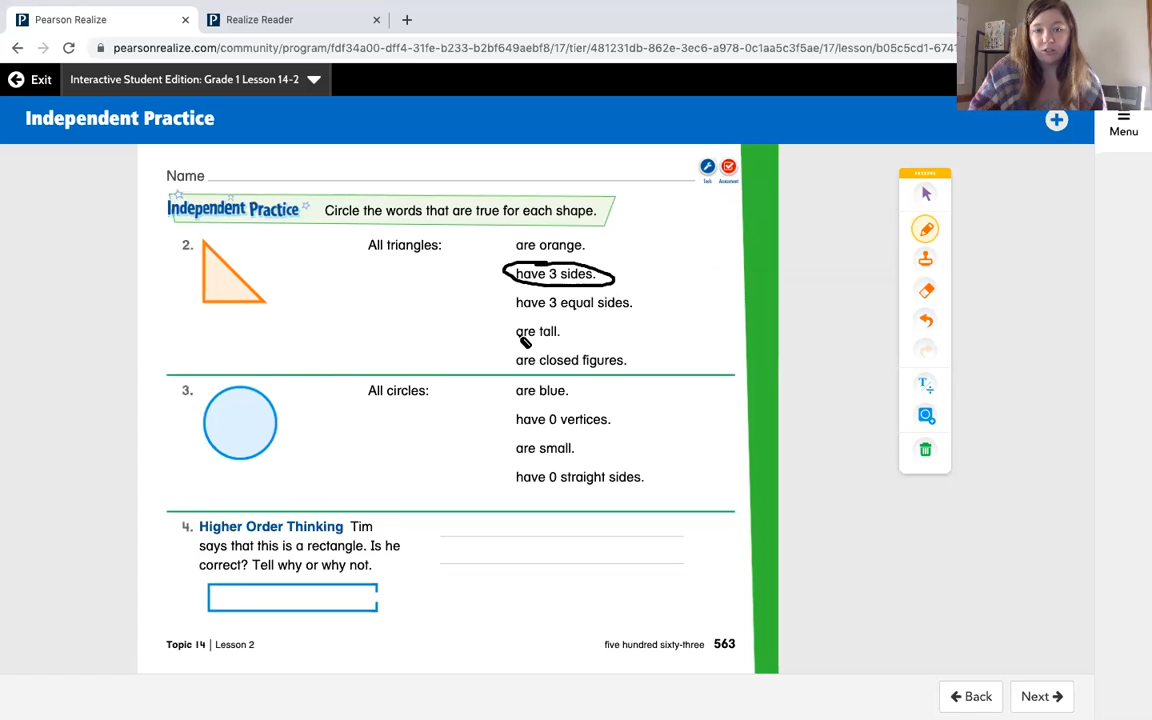 Pearson Realize
Realize Reader
pearsonrealize.com/community/program/fdf34a00-dff4-31fe-b233-b2bf649aebf8/17/tier/481231db-862e-3ec6-a978-0c1aa5c3f5ae/17/lesson/b05c5cd1-6741
Exit
Interactive Student Edition: Grade 1 Lesson 14-2
Independent Practice
Menu
Name
Tools
Assessment
Independent Practice Circle the words that are true for each shape.
2. All triangles: are orange.
have 3 sides.
have 3 equal sides.
are tall.
are closed figures.
3. All circles: are blue.
have 0 vertices.
are small.
have 0 straight sides.
4. Higher Order Thinking Tim
says that this is a rectangle. Is he
correct? Tell why or why not.
Topic 14 | Lesson 2
five hundred sixty-three 563
Back
Next